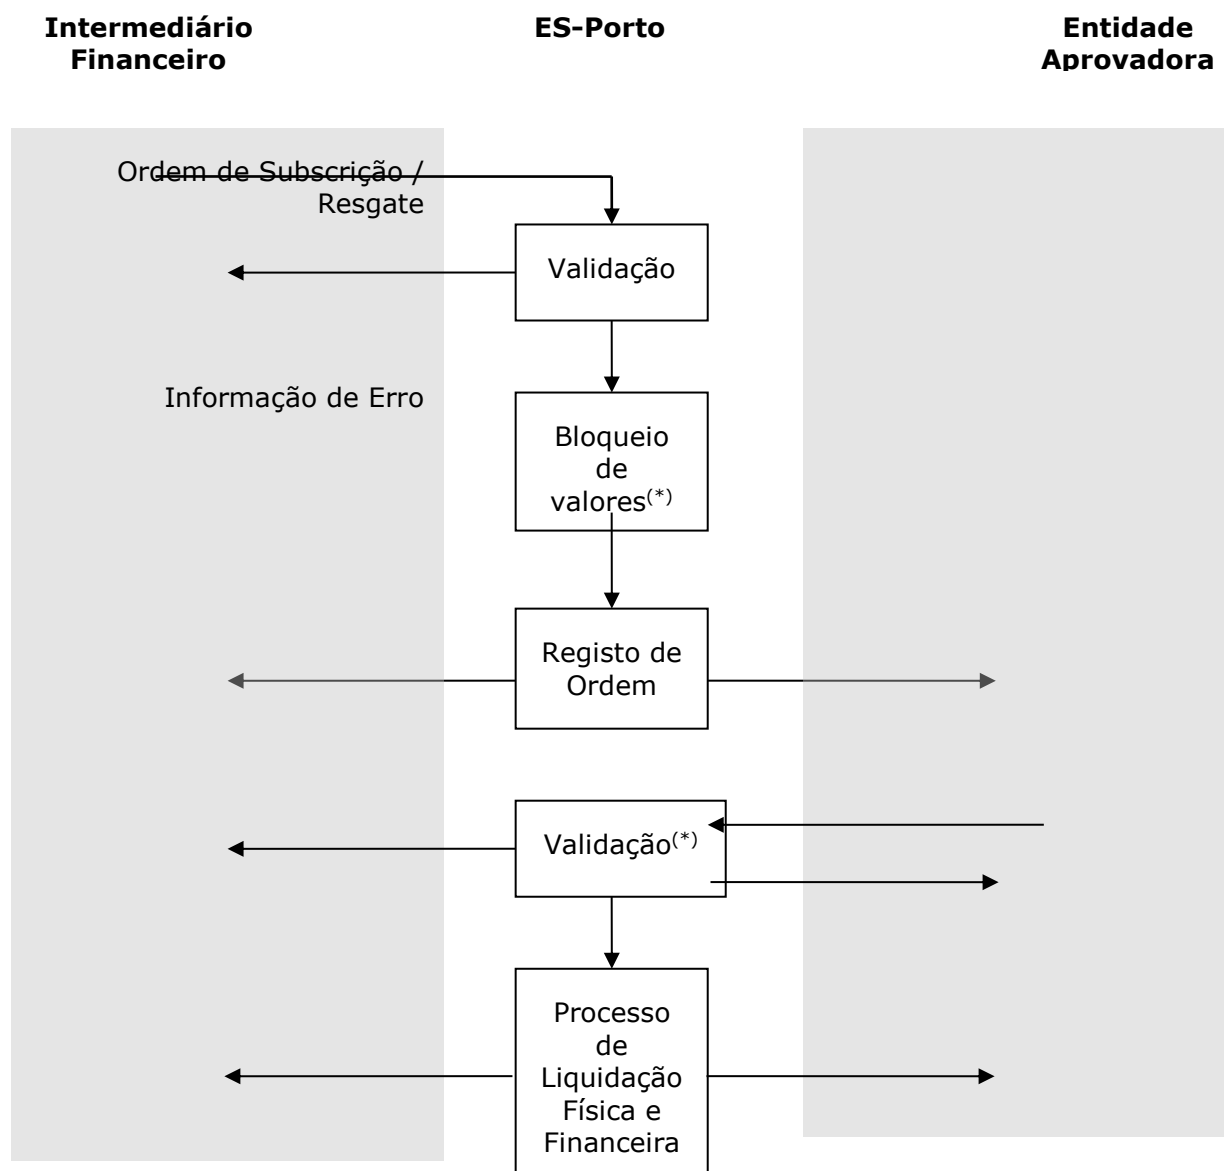 Intermediário
Financeiro
ES-Porto
Entidade
Aprovadora
Ordem de Subscrição /
Resgate
Validação
Informação de Erro
Bloqueio
de
valores(*)
Registo de
Ordem
Validação(*)
Processo
de
Liquidação
Física e
Financeira